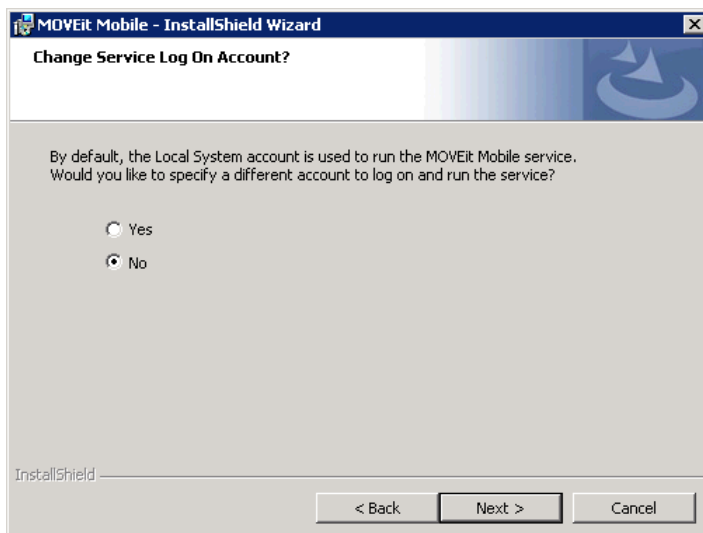 MOVEit Mobile - InstallShield Wizard
Change Service Log On Account?
By default, the Local System account is used to run the MOVEit Mobile service.
Would you like to specify a different account to log on and run the service?
Yes
No
InstallShield
< Back
Next >
Cancel